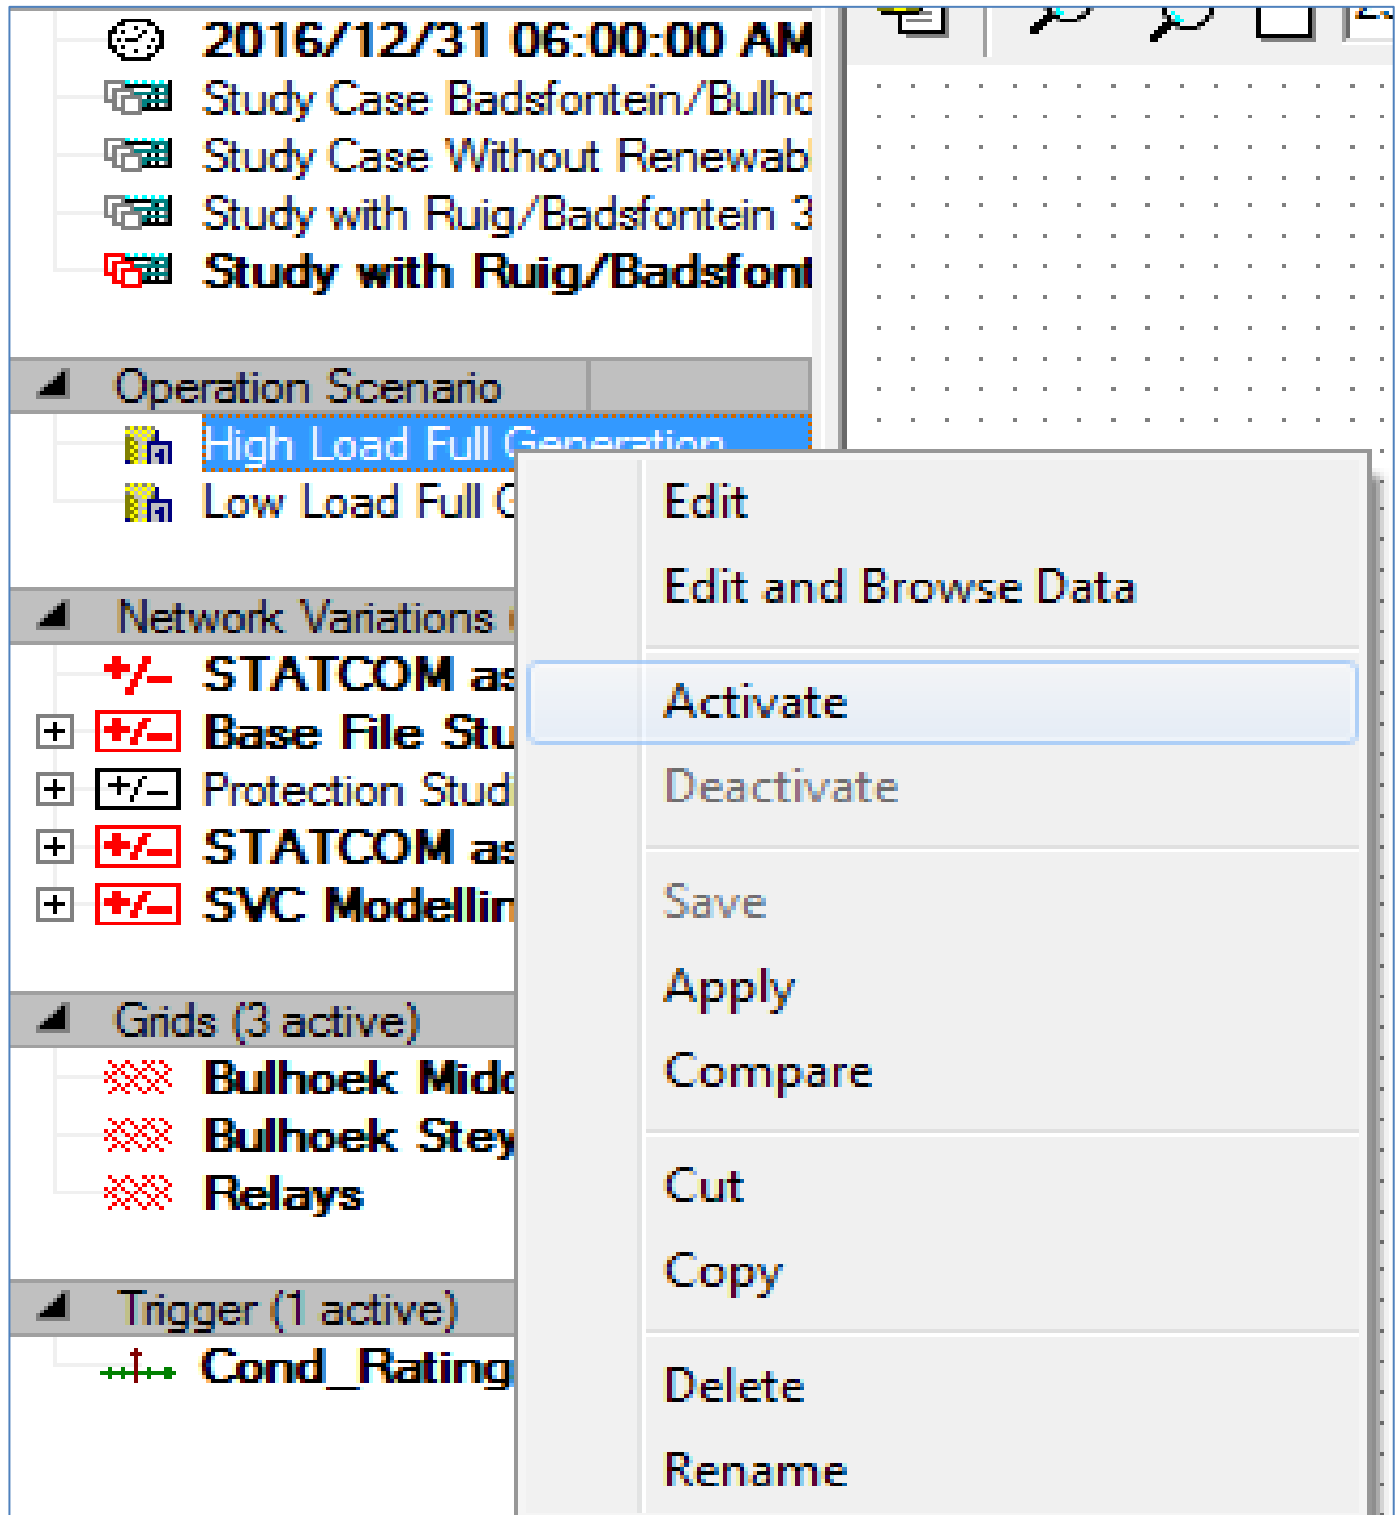 2016/12/31 06:00:00 AM
Study Case Badsfontein/Bulho
Study Case Without Renewab
Study with Ruig/Badsfontein 3
Study with Ruig/Badsfont
Operation Scenario
High Load Full Generation
Low Load Full
Network Variations
STATCOM as
Base File Stu
Protection Studi
STATCOM as
SVC Modellin
Grids (3 active)
Bulhoek Midd
Bulhoek Stey
Relays
Trigger (1 active)
Cond_Rating
Edit
Edit and Browse Data
Activate
Deactivate
Save
Apply
Compare
Cut
Copy
Delete
Rename